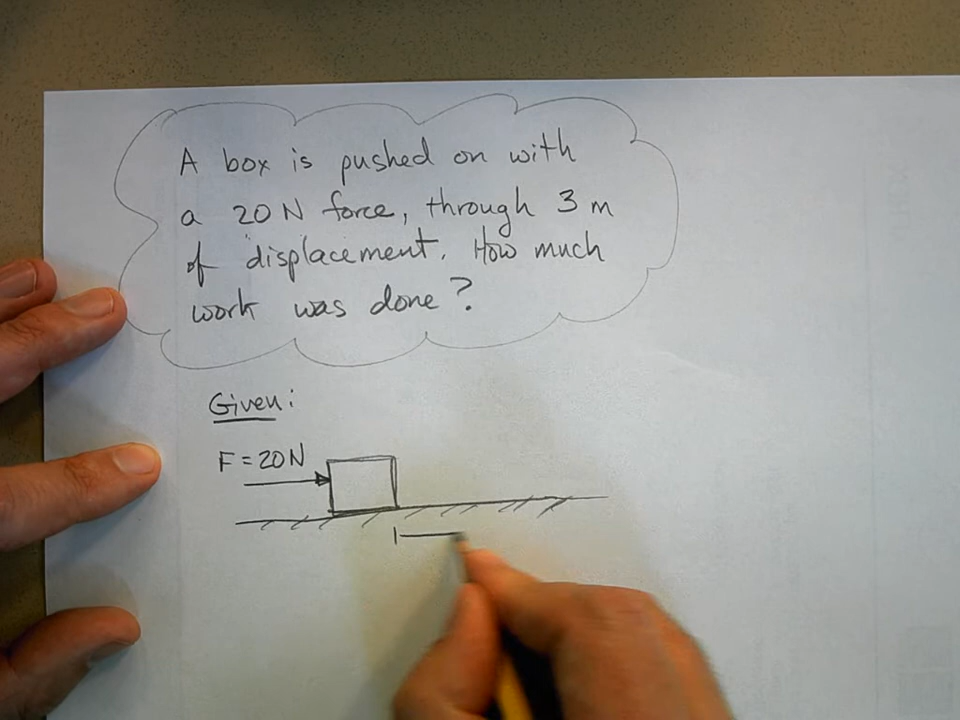 A box is pushed on with
a 20 N force, through 3 m
of displacement. How much
work was done?
Given:
F = 20 N